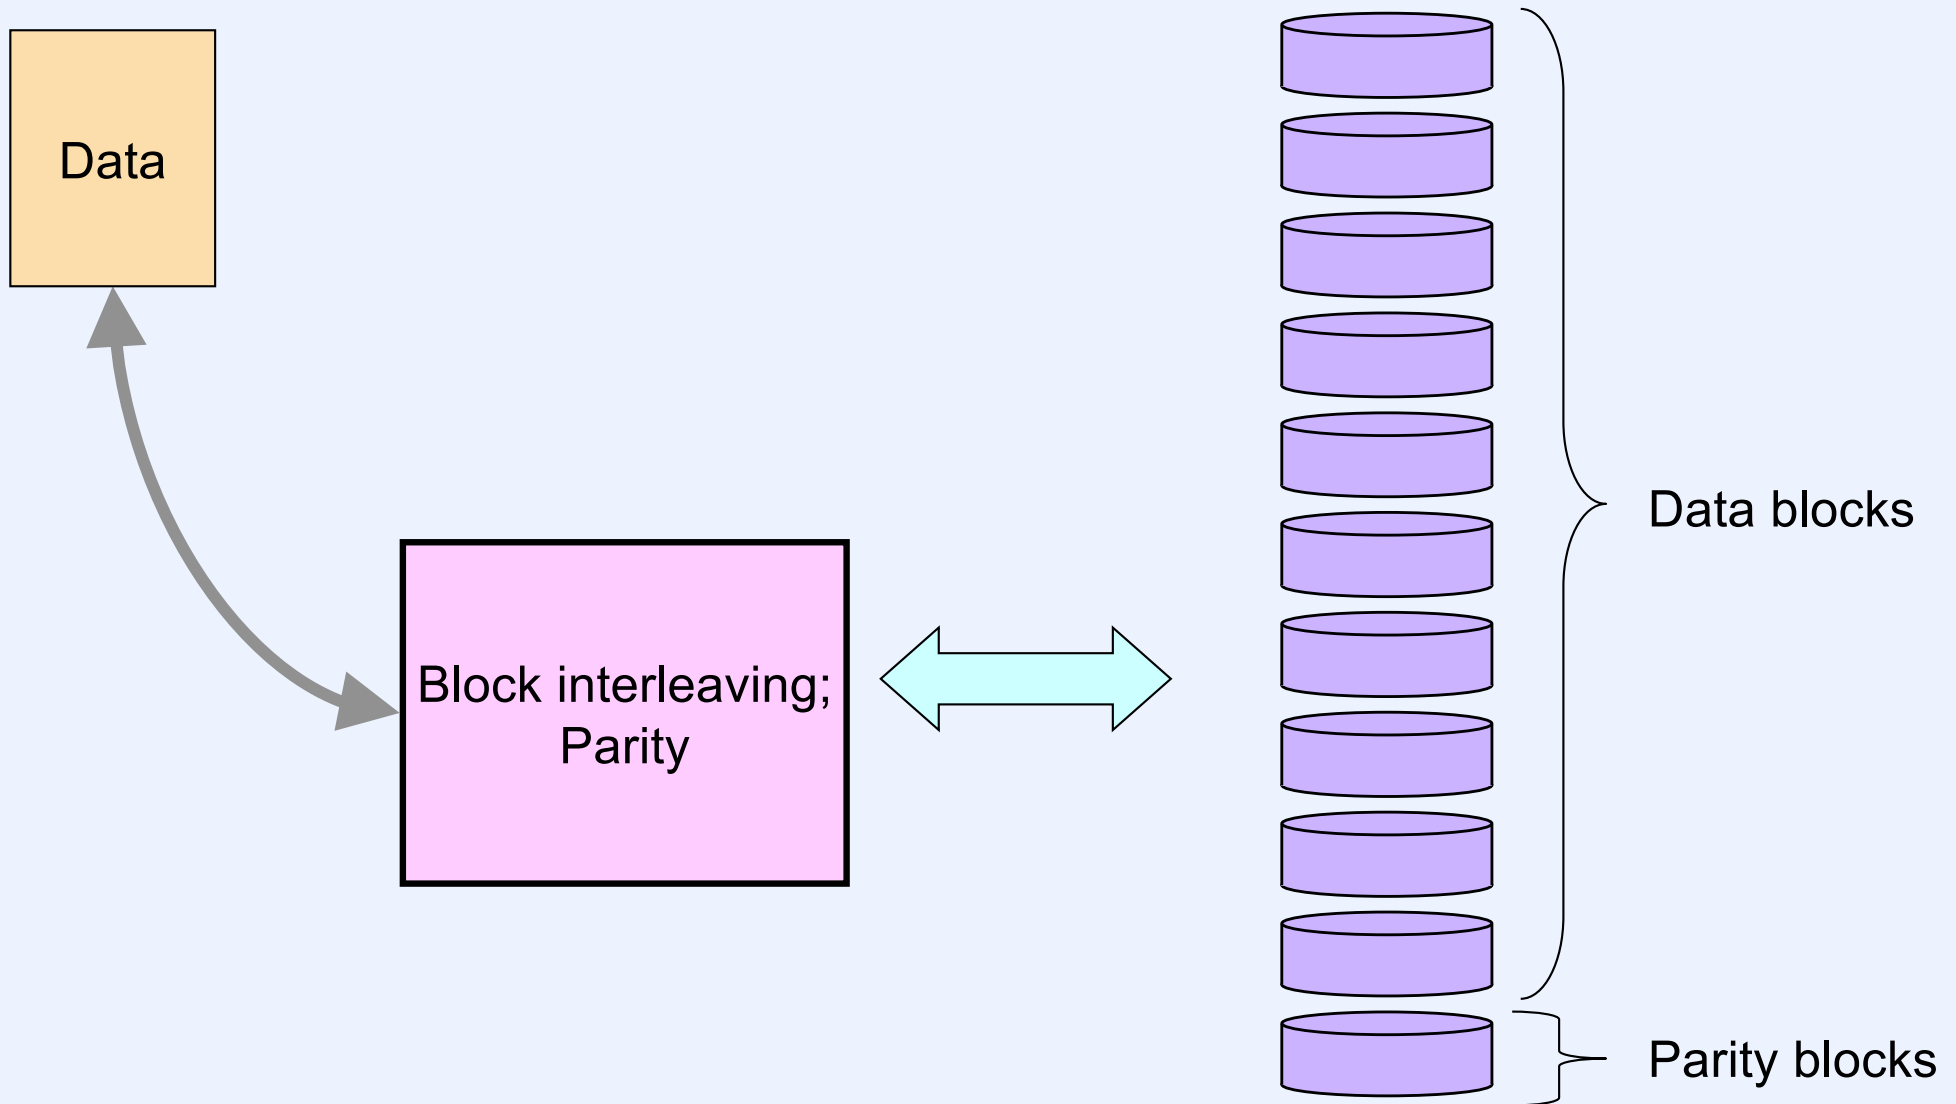 Data
Block interleaving;
Parity
Data blocks
Parity blocks